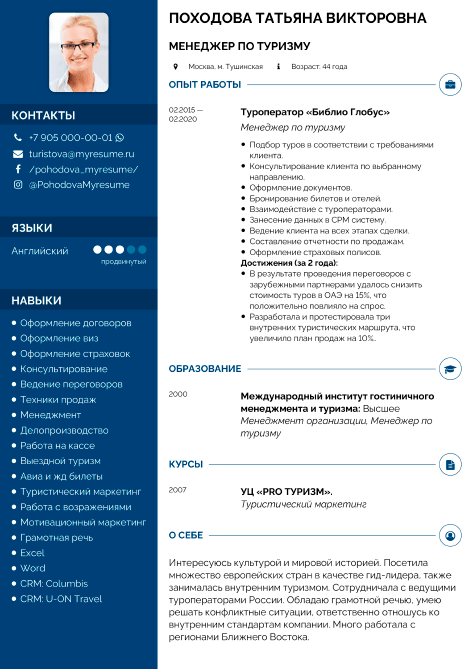 ПОХОДОВА ТАТЬЯНА ВИКТОРОВНА
МЕНЕДЖЕР ПО ТУРИЗМУ
Москва, м. Тушинская
Возраст: 44 года
КОНТАКТЫ
+7 905 000-00-01
turistova@myresume.ru
/pohodova_myresume/
@PohodovaMyresume
ЯЗЫКИ
Английский
продвинутый
НАВЫКИ
Оформление договоров
Оформление виз
Оформление страховок
Консультирование
Ведение переговоров
Техники продаж
Менеджмент
Делопроизводство
Работа на кассе
Выездной туризм
Авиа и жд билеты
Туристический маркетинг
Работа с возражениями
Мотивационный маркетинг
Грамотная речь
Excel
Word
CRM: Columbis
CRM: U-ON Travel
ОПЫТ РАБОТЫ
02.2015 —
02.2020
Туроператор «Библио Глобус»
Менеджер по туризму
Подбор туров в соответствии с требованиями
клиента.
Консультирование клиента по выбранному
направлению.
Оформление документов.
Бронирование билетов и отелей.
Взаимодействие с туроператорами.
Занесение данных в СРМ систему.
Ведение клиента на всех этапах сделки.
Составление отчетности по продажам.
Оформление страховых полисов.
Достижения (за 2 года):
В результате проведения переговоров с
зарубежными партнерами удалось снизить
стоимость туров в ОАЭ на 15%, что
положительно повлияло на спрос.
Разработала и протестировала три
внутренних туристических маршрута, что
увеличило план продаж на 10%.
ОБРАЗОВАНИЕ
2000
Международный институт гостиничного
менеджмента и туризма: Высшее
Менеджмент организации, Менеджер по
туризму
КУРСЫ
2007
УЦ «PRO ТУРИЗМ».
Туристический маркетинг
О СЕБЕ
Интересуюсь культурой и мировой историей. Посетила
множество европейских стран в качестве гид-лидера, также
занималась внутренним туризмом. Сотрудничала с ведущими
туроператорами России. Обладаю грамотной речью, умею
решать конфликтные ситуации, ответственно отношусь ко
внутренним стандартам компании. Много работала с
регионами Ближнего Востока.